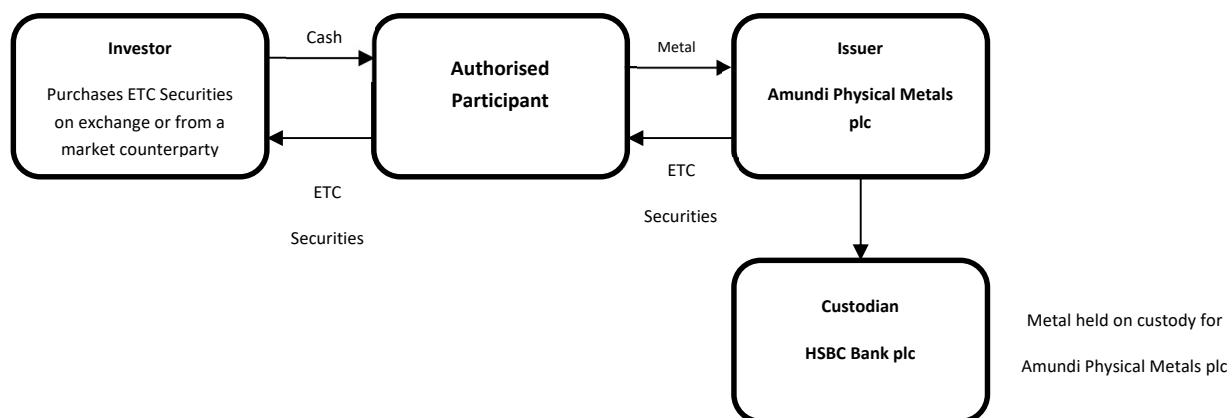 Investor
Purchases ETC Securities
on exchange or from a
market counterparty
Cash
ETC
Securities
Authorised
Participant
Metal
ETC
Securities
Issuer
Amundi Physical Metals
plc
Custodian
HSBC Bank plc
Metal held on custody for
Amundi Physical Metals plc